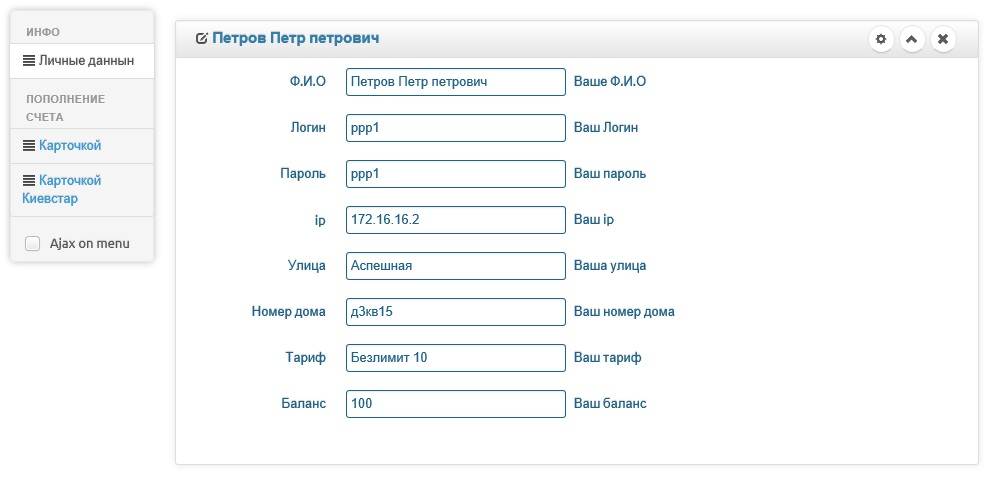 ИНФО
Личные даннын
ПОПОЛНЕНИЕ
СЧЕТА
Карточкой
Карточкой
Киевстар
Ajax on menu
Петров Петр петрович
Ф.И.О Петров Петр петрович Ваше Ф.И.О
Логин ppp1 Ваш Логин
Пароль ppp1 Ваш пароль
ip 172.16.16.2 Ваш ip
Улица Аспешная Ваша улица
Номер дома д3кв15 Ваш номер дома
Тариф Безлимит 10 Ваш тариф
Баланс 100 Ваш баланс